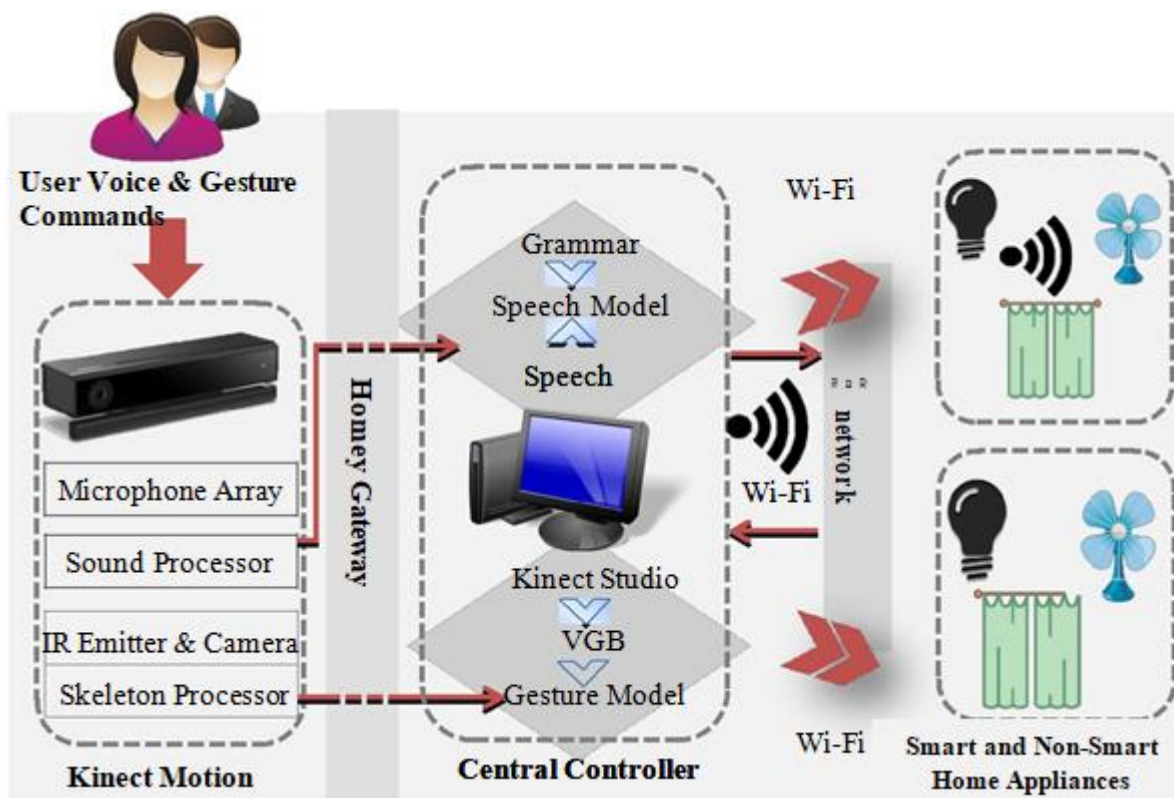 User Voice & Gesture
Commands
Microphone Array
Sound Processor
IR Emitter & Camera
Skeleton Processor
Kinect Motion
Homey Gateway
Grammar
Speech Model
Speech
Kinect Studio
VGB
Gesture Model
Central Controller
Wi-Fi
Wi-Fi
network
Wi-Fi
Smart and Non-Smart
Home Appliances